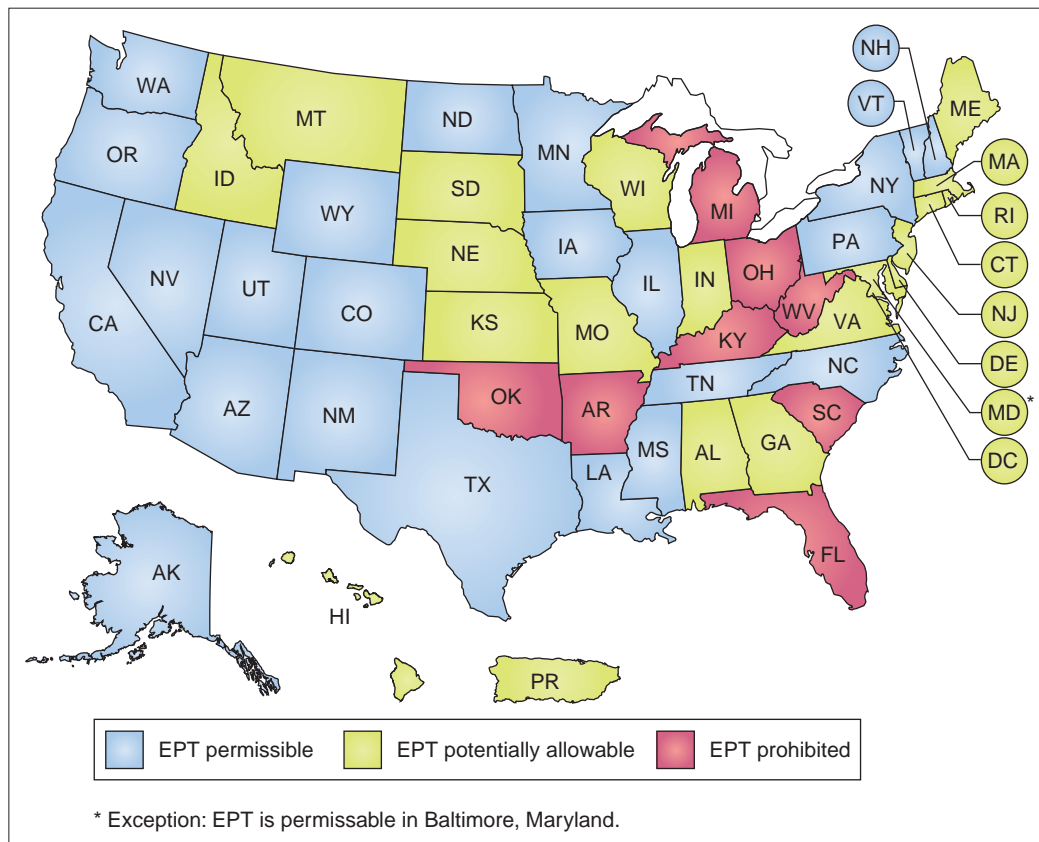 NH
WA
VT
ME
MT
ND
OR
MN
MA
ID
SD
WI
NY
WY
MI
RI
IA
PA
NE
CT
NV
UT
IL
IN
OH
NJ
CA
CO
WV
KS
MO
VA
KY
DE
NC
TN
OK
AZ
NM
AR
SC
MD*
MS
AL
GA
DC
LA
TX
FL
AK
HI
PR
EPT permissible
EPT potentially allowable
EPT prohibited
* Exception: EPT is permissable in Baltimore, Maryland.